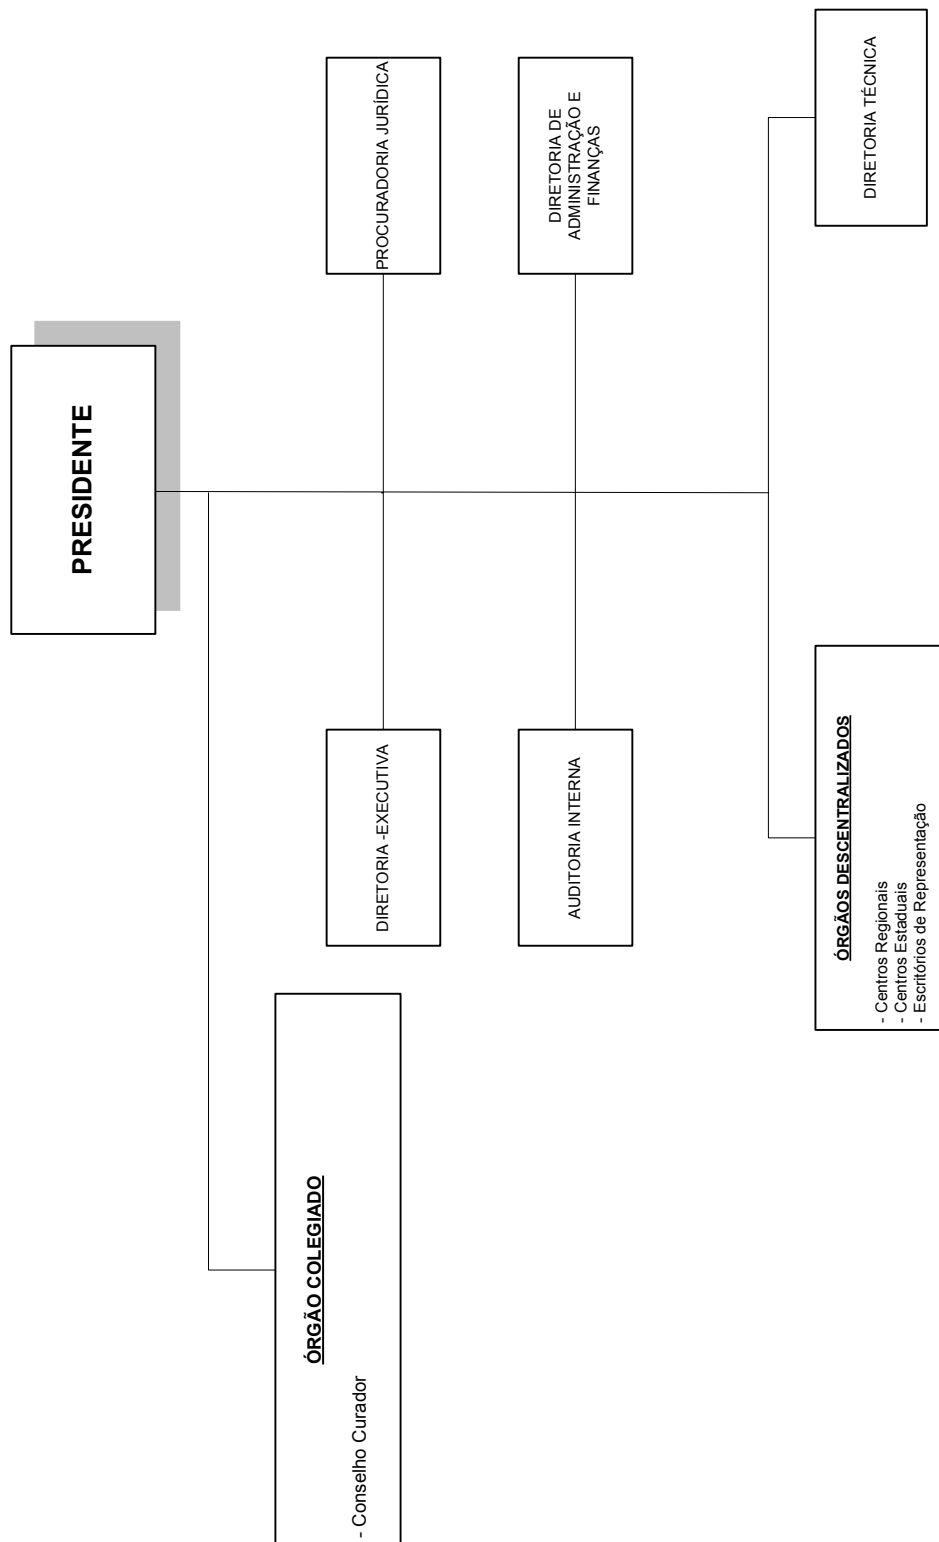 PRESIDENTE
ÓRGÃO COLEGIADO
- Conselho Curador
DIRETORIA -EXECUTIVA
PROCURADORIA JURÍDICA
AUDITORIA INTERNA
DIRETORIA DE
ADMINISTRAÇÃO E
FINANÇAS
ÓRGÃOS DESCENTRALIZADOS
- Centros Regionais
- Centros Estaduais
- Escritórios de Representação
DIRETORIA TÉCNICA